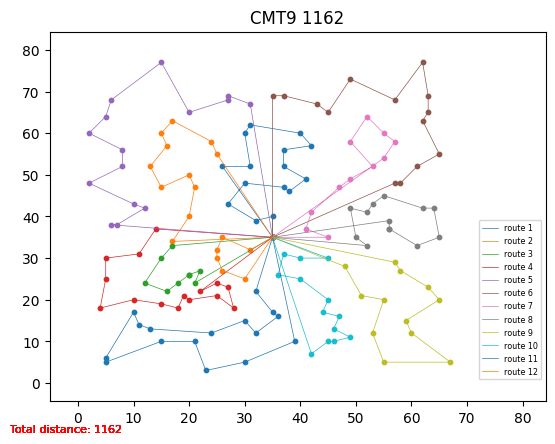 CMT9 1162
80
70
60
50
40
30
20
10
0
0 10 20 30 40 50 60 70 80
route 1
route 2
route 3
route 4
route 5
route 6
route 7
route 8
route 9
route 10
route 11
route 12
Total distance: 1162